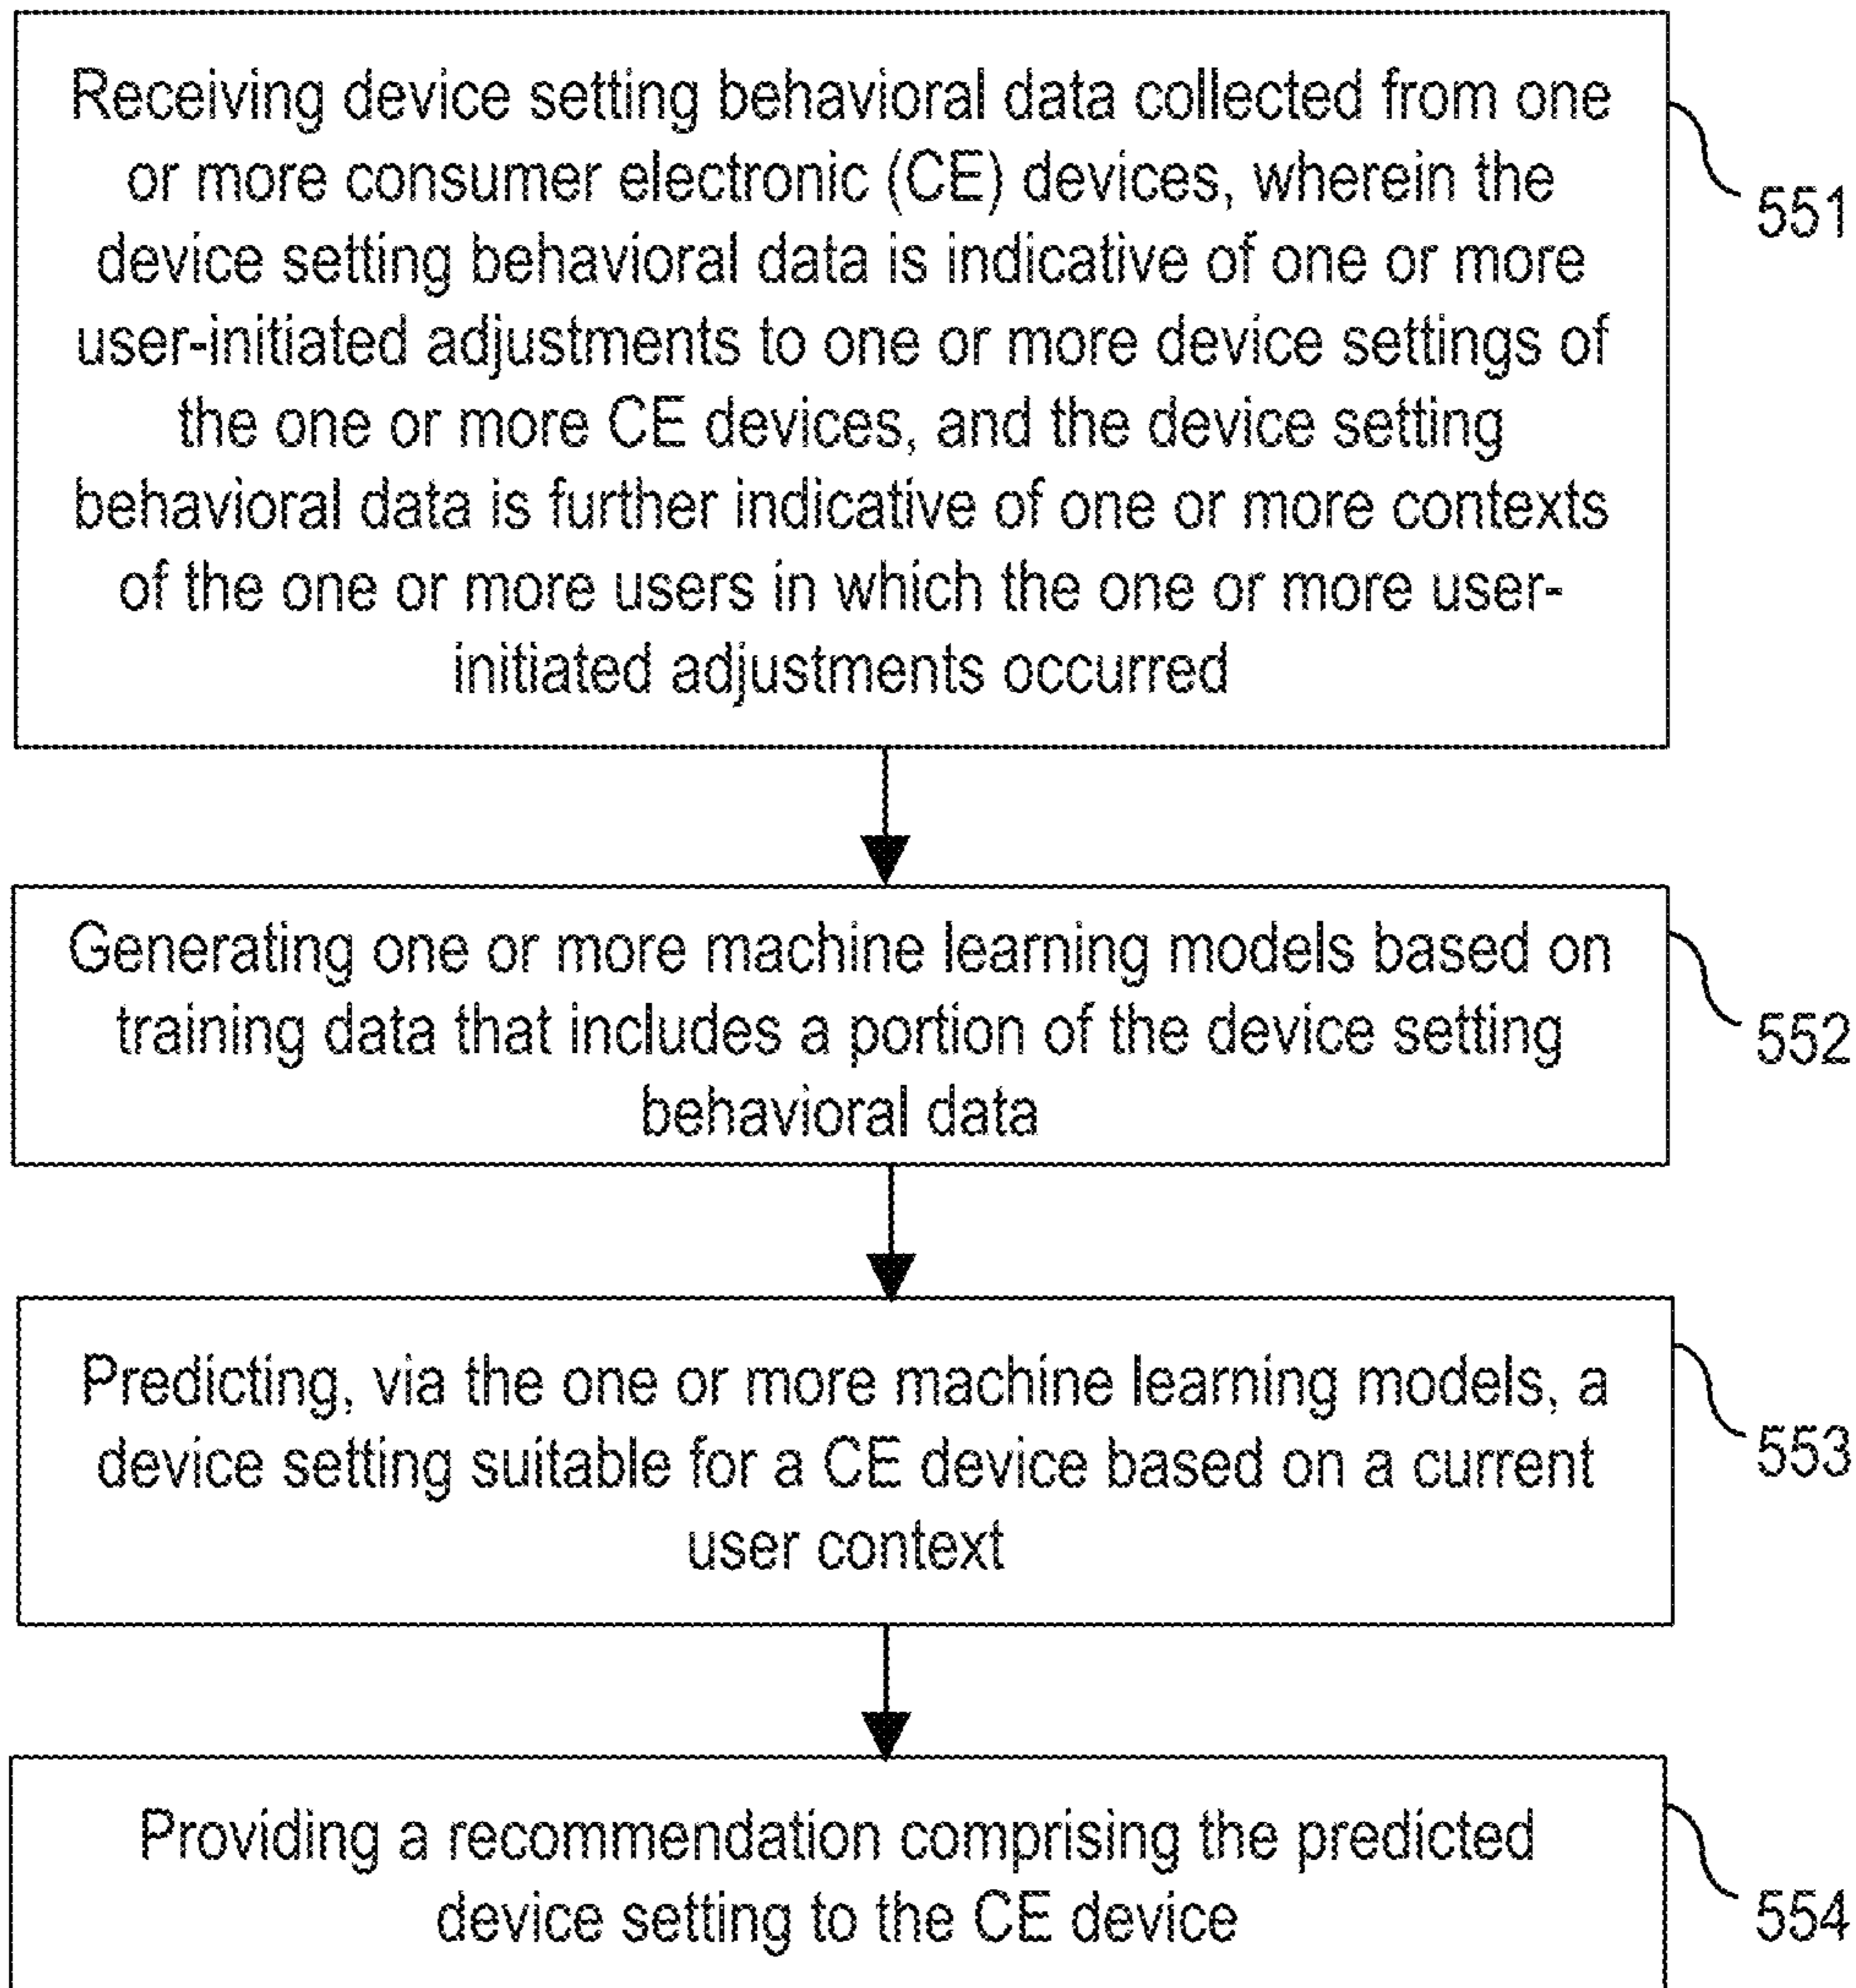 Receiving device setting behavioral data collected from one
or more consumer electronic (CE) devices, wherein the
device setting behavioral data is indicative of one or more
user-initiated adjustments to one or more device settings of
the one or more CE devices, and the device setting
behavioral data is further indicative of one or more contexts
of the one or more users in which the one or more user-
initiated adjustments occurred
551
Generating one or more machine learning models based on
training data that includes a portion of the device setting
behavioral data
552
Predicting, via the one or more machine learning models, a
device setting suitable for a CE device based on a current
user context
553
Providing a recommendation comprising the predicted
device setting to the CE device
554